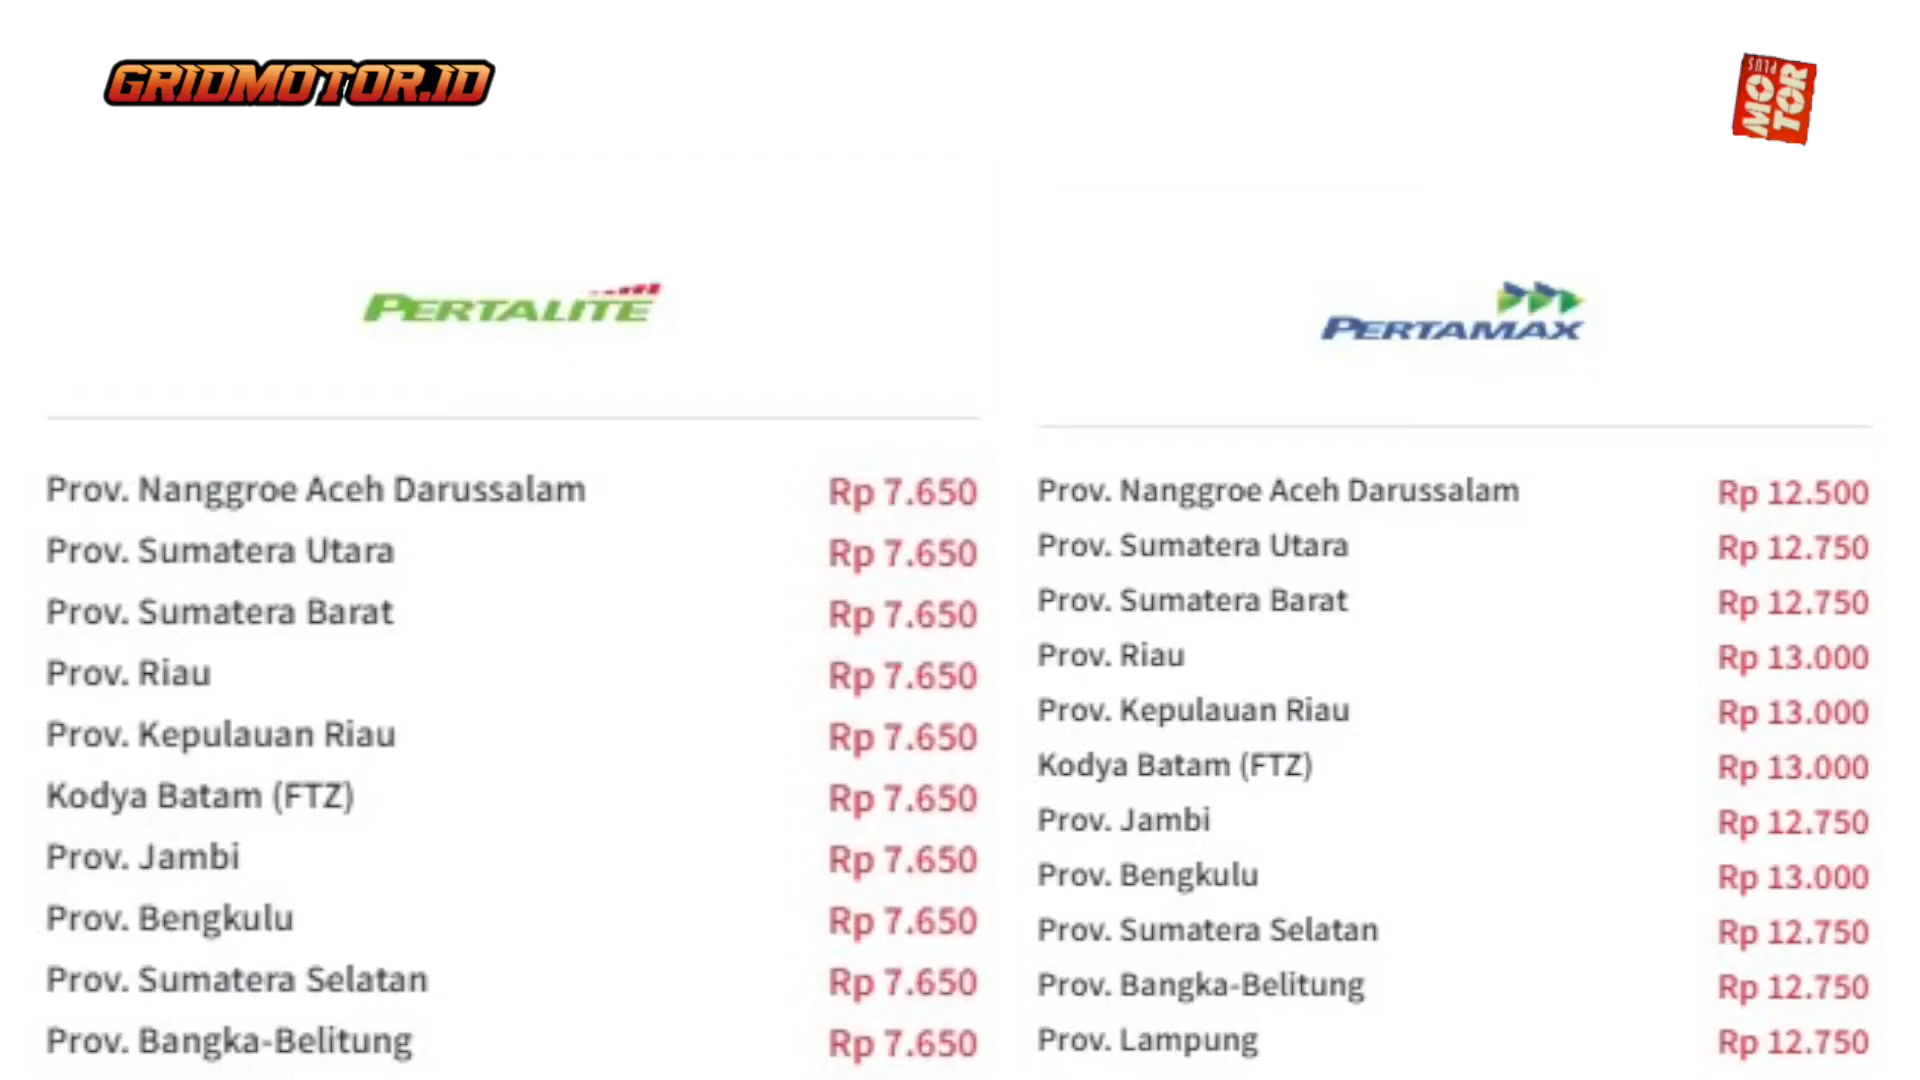 GRIDMOTOR.ID
MOTOR PLUS
PERTALITE
Prov. Nanggroe Aceh Darussalam Rp 7.650
Prov. Sumatera Utara Rp 7.650
Prov. Sumatera Barat Rp 7.650
Prov. Riau Rp 7.650
Prov. Kepulauan Riau Rp 7.650
Kodya Batam (FTZ) Rp 7.650
Prov. Jambi Rp 7.650
Prov. Bengkulu Rp 7.650
Prov. Sumatera Selatan Rp 7.650
Prov. Bangka-Belitung Rp 7.650
PERTAMAX
Prov. Nanggroe Aceh Darussalam Rp 12.500
Prov. Sumatera Utara Rp 12.750
Prov. Sumatera Barat Rp 12.750
Prov. Riau Rp 13.000
Prov. Kepulauan Riau Rp 13.000
Kodya Batam (FTZ) Rp 13.000
Prov. Jambi Rp 12.750
Prov. Bengkulu Rp 13.000
Prov. Sumatera Selatan Rp 12.750
Prov. Bangka-Belitung Rp 12.750
Prov. Lampung Rp 12.750